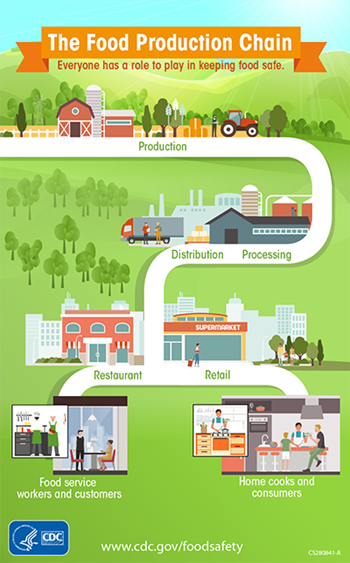 The Food Production Chain
Everyone has a role to play in keeping food safe.
Production
Distribution Processing
SUPERMARKET
Restaurant Retail
Food service
workers and customers
Home cooks and
consumers
CDC
www.cdc.gov/foodsafety
CS280841-A